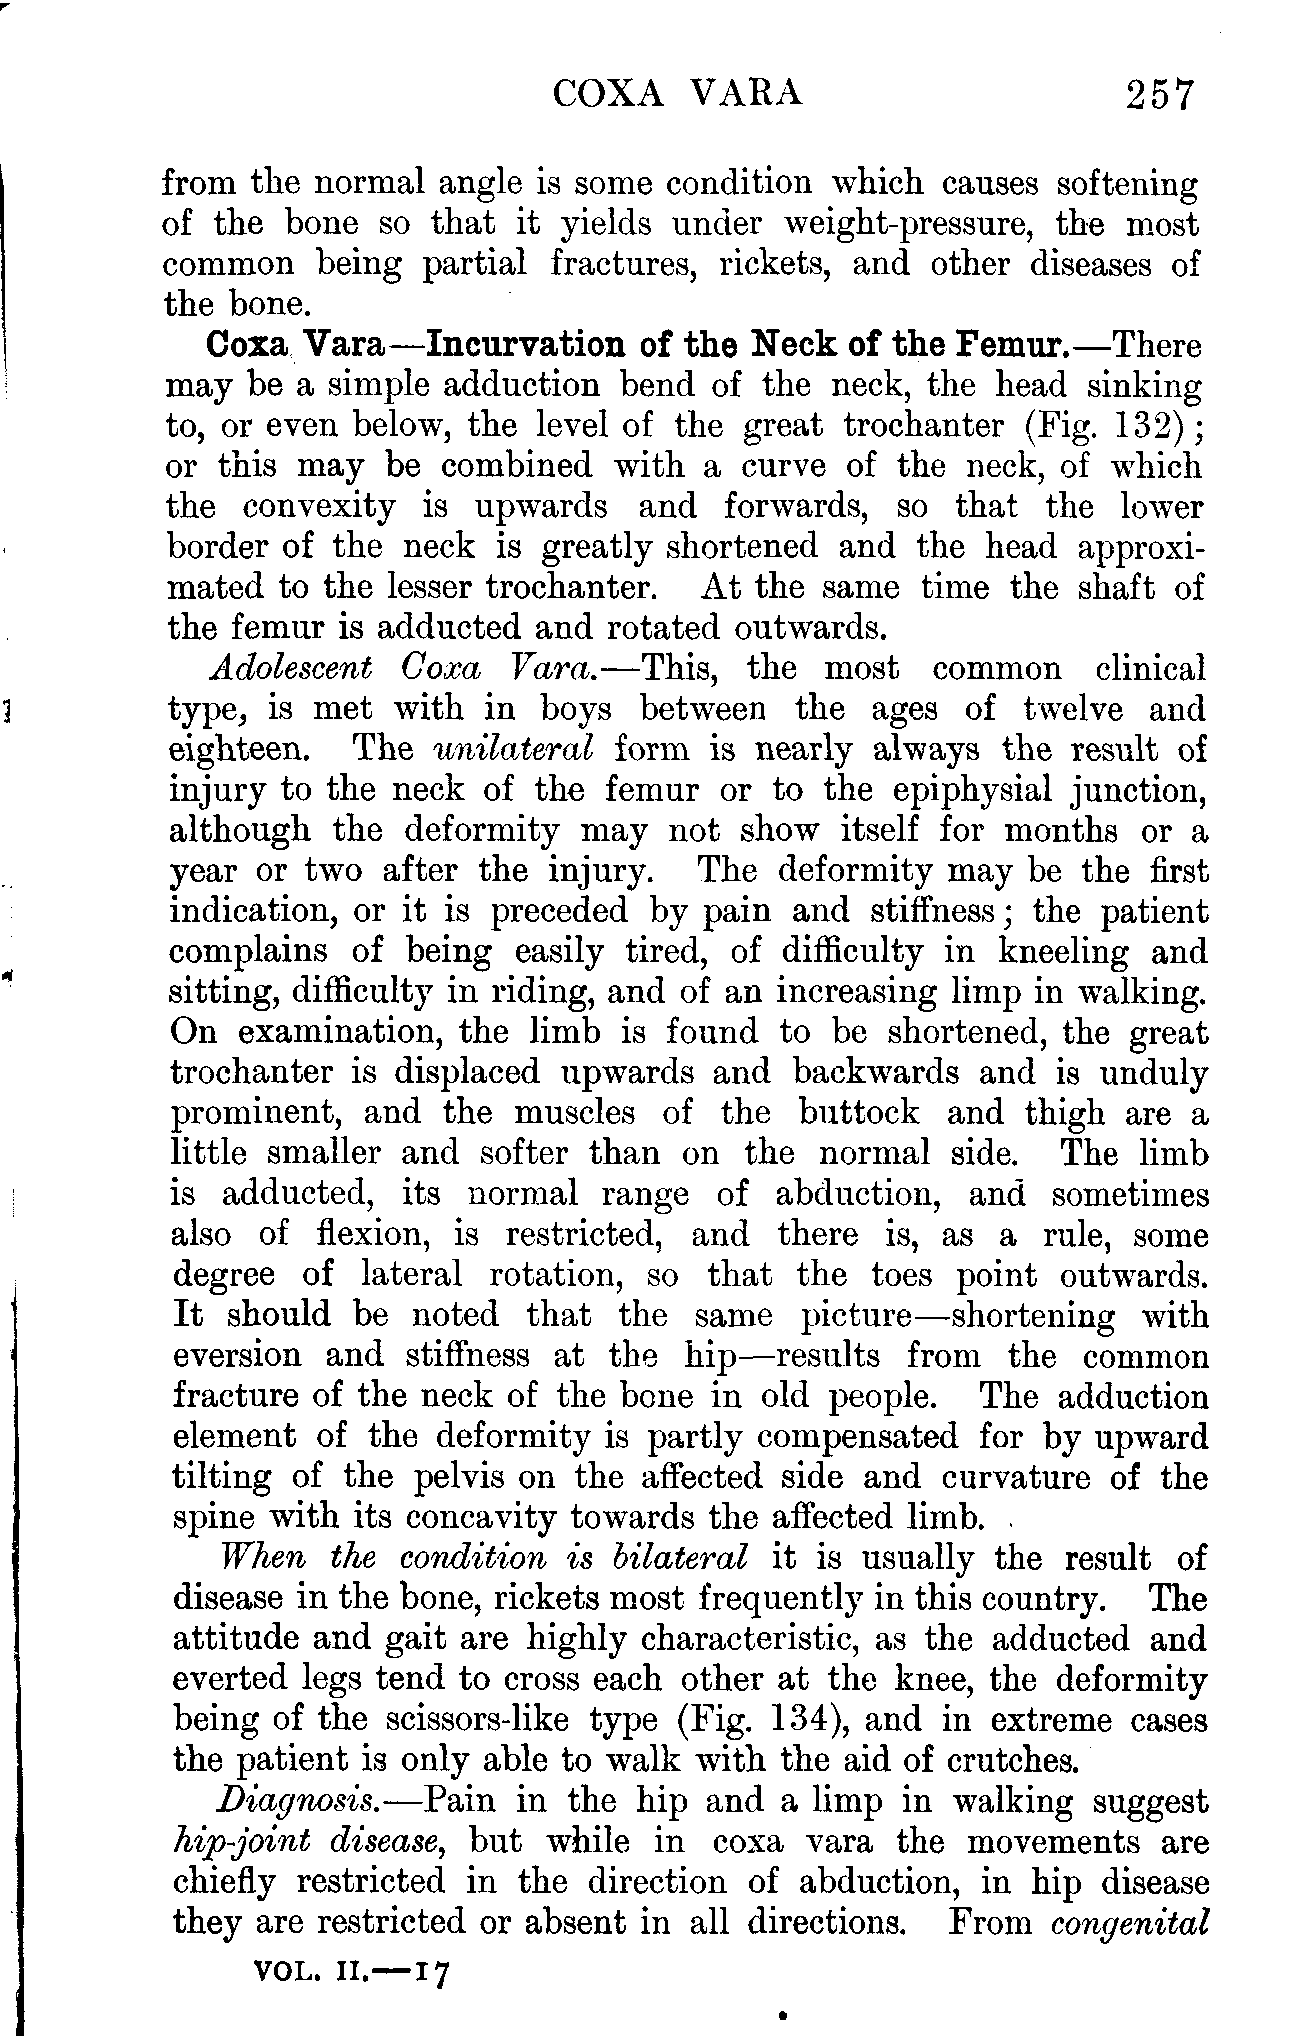 COXA VARA 257
from the normal angle is some condition which causes softening
of the bone so that it yields under weight-pressure, the most
common being partial fractures, rickets, and other diseases of
the bone.
Coxa Vara—Incurvation of the Neck of the Femur.—There
may be a simple adduction bend of the neck, the head sinking
to, or even below, the level of the great trochanter (Fig. 132);
or this may be combined with a curve of the neck, of which
the convexity is upwards and forwards, so that the lower
border of the neck is greatly shortened and the head approxi-
mated to the lesser trochanter. At the same time the shaft of
the femur is adducted and rotated outwards.
Adolescent Coxa Vara.—This, the most common clinical
type, is met with in boys between the ages of twelve and
eighteen. The unilateral form is nearly always the result of
injury to the neck of the femur or to the epiphysial junction,
although the deformity may not show itself for months or a
year or two after the injury. The deformity may be the first
indication, or it is preceded by pain and stiffness; the patient
complains of being easily tired, of difficulty in kneeling and
sitting, difficulty in riding, and of an increasing limp in walking.
On examination, the limb is found to be shortened, the great
trochanter is displaced upwards and backwards and is unduly
prominent, and the muscles of the buttock and thigh are a
little smaller and softer than on the normal side. The limb
is adducted, its normal range of abduction, and sometimes
also of flexion, is restricted, and there is, as a rule, some
degree of lateral rotation, so that the toes point outwards.
It should be noted that the same picture—shortening with
eversion and stiffness at the hip—results from the common
fracture of the neck of the bone in old people. The adduction
element of the deformity is partly compensated for by upward
tilting of the pelvis on the affected side and curvature of the
spine with its concavity towards the affected limb.
When the condition is bilateral it is usually the result of
disease in the bone, rickets most frequently in this country. The
attitude and gait are highly characteristic, as the adducted and
everted legs tend to cross each other at the knee, the deformity
being of the scissors-like type (Fig. 134), and in extreme cases
the patient is only able to walk with the aid of crutches.
Diagnosis.—Pain in the hip and a limp in walking suggest
hip-joint disease, but while in coxa vara the movements are
chiefly restricted in the direction of abduction, in hip disease
they are restricted or absent in all directions. From congenital
VOL. II.—17